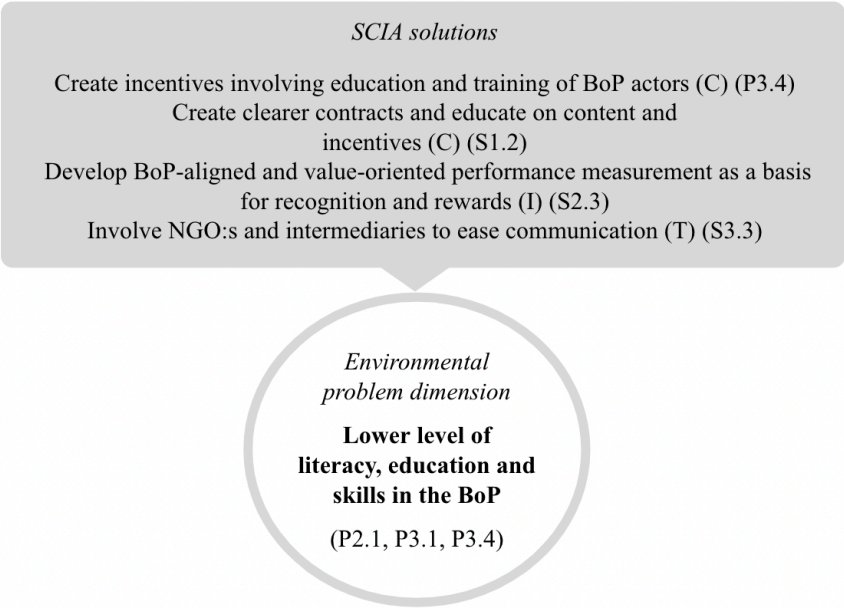 SCIA solutions
Create incentives involving education and training of BoP actors (C) (P3.4)
Create clearer contracts and educate on content and
incentives (C) (S1.2)
Develop BoP-aligned and value-oriented performance measurement as a basis
for recognition and rewards (I) (S2.3)
Involve NGO:s and intermediaries to ease communication (T) (S3.3)
Environmental
problem dimension
Lower level of
literacy, education and
skills in the BoP
(P2.1, P3.1, P3.4)